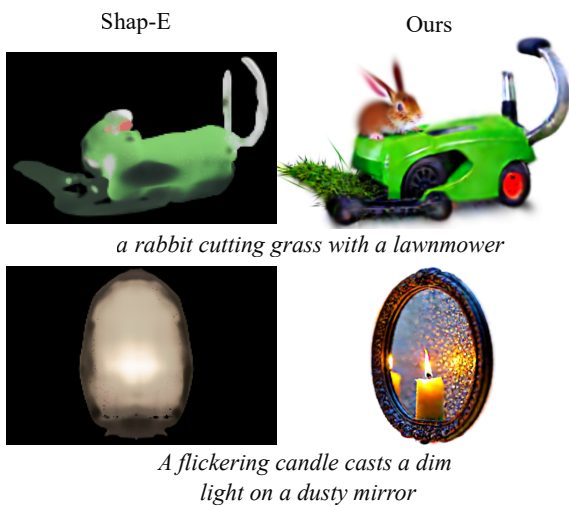 Shap-E Ours
a rabbit cutting grass with a lawnmower
A flickering candle casts a dim
light on a dusty mirror